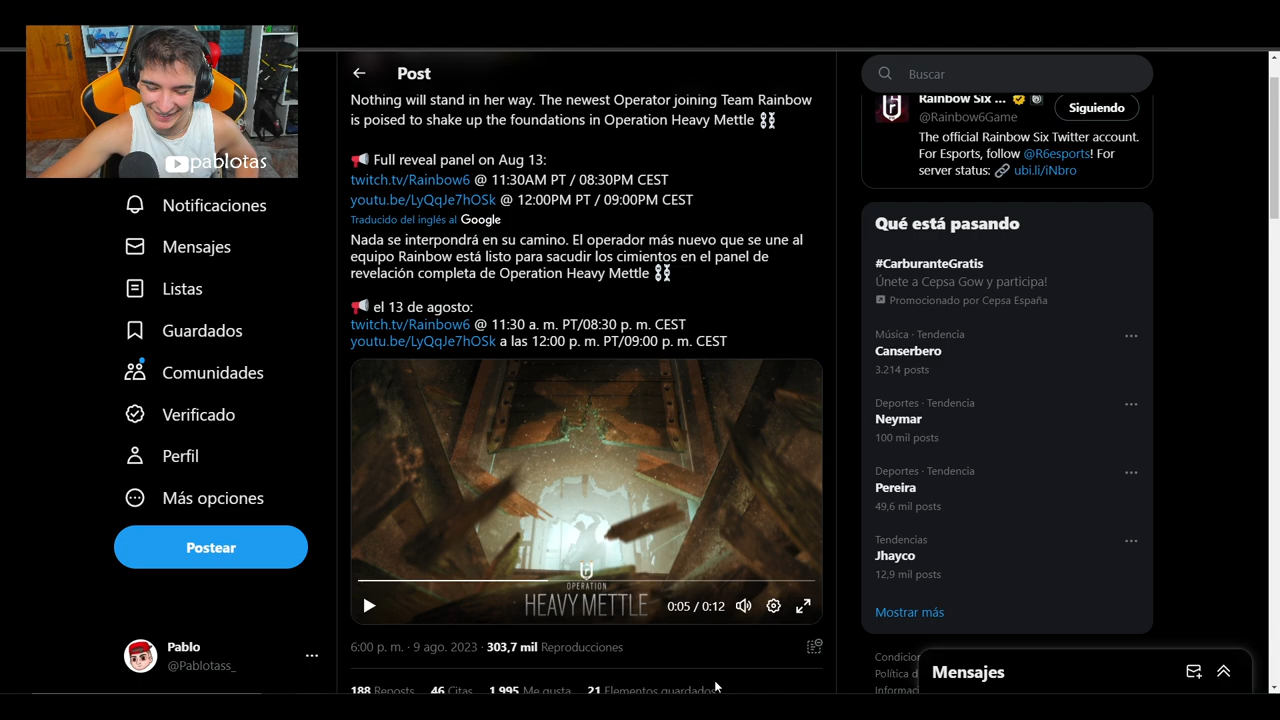 pablotas
Notificaciones
Mensajes
Listas
Guardados
Comunidades
Verificado
Perfil
Más opciones
Postear
Pablo
@Pablotass_
Post
Nothing will stand in her way. The newest Operator joining Team Rainbow
is poised to shake up the foundations in Operation Heavy Mettle
Full reveal panel on Aug 13:
twitch.tv/Rainbow6 @ 11:30AM PT / 08:30PM CEST
youtu.be/LyQqJe7hOSk @ 12:00PM PT / 09:00PM CEST
Traducido del inglés al Google
Nada se interpondrá en su camino. El operador más nuevo que se une al
equipo Rainbow está listo para sacudir los cimientos en el panel de
revelación completa de Operation Heavy Mettle
el 13 de agosto:
twitch.tv/Rainbow6 @ 11:30 a. m. PT/08:30 p. m. CEST
youtu.be/LyQqJe7hOSk a las 12:00 p. m. PT/09:00 p. m. CEST
OPERATION
HEAVY METTLE
0:05 / 0:12
6:00 p. m. · 9 ago. 2023 · 303,7 mil Reproducciones
188 Reposts 46 Citas 1.995 Me gusta 21 Elementos guardados
Buscar
Rainbow Six ...
@Rainbow6Game
Siguiendo
The official Rainbow Six Twitter account.
For Esports, follow @R6esports! For
server status: ubi.li/iNbro
Qué está pasando
#CarburanteGratis
Únete a Cepsa Gow y participa!
Promocionado por Cepsa España
Música · Tendencia
Canserbero
3.214 posts
Deportes · Tendencia
Neymar
100 mil posts
Deportes · Tendencia
Pereira
49,6 mil posts
Tendencias
Jhayco
12,9 mil posts
Mostrar más
Mensajes